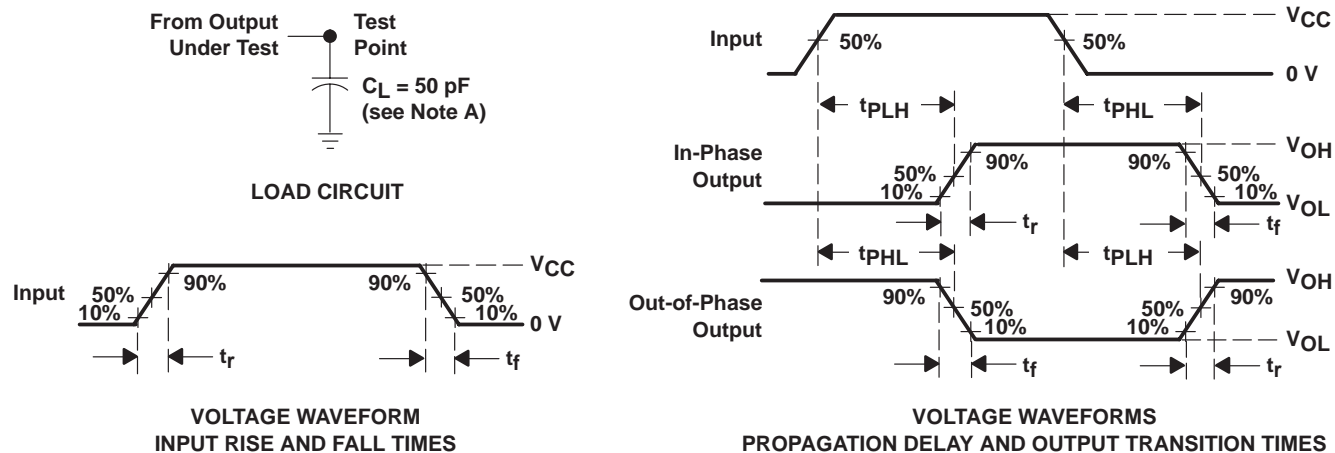 From Output
Under Test
Test
Point
CL = 50 pF
(see Note A)
LOAD CIRCUIT
Input
50%
10%
90%
90%
50%
10%
VCC
0 V
tr
tf
VOLTAGE WAVEFORM
INPUT RISE AND FALL TIMES
Input
50%
50%
VCC
0 V
tPLH
tPHL
In-Phase
Output
50%
10%
90%
90%
50%
10%
VOH
VOL
tr
tf
tPHL
tPLH
Out-of-Phase
Output
90%
50%
10%
50%
10%
90%
VOH
VOL
tf
tr
VOLTAGE WAVEFORMS
PROPAGATION DELAY AND OUTPUT TRANSITION TIMES